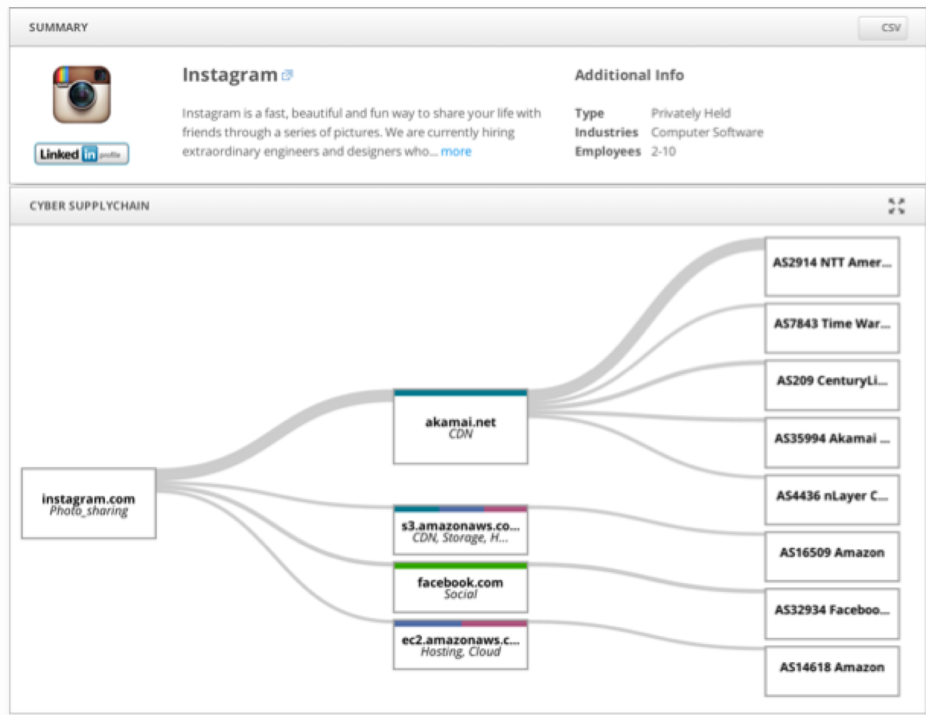 SUMMARY
CSV
Instagram
Instagram is a fast, beautiful and fun way to share your life with
friends through a series of pictures. We are currently hiring
extraordinary engineers and designers who... more
Linked in profile
Additional Info
Type Privately Held
Industries Computer Software
Employees 2-10
CYBER SUPPLYCHAIN
instagram.com
Photo_sharing
akamai.net
CDN
s3.amazonaws.co...
CDN, Storage, H...
facebook.com
Social
ec2.amazonaws.c...
Hosting, Cloud
AS2914 NTT Amer...
AS7843 Time War...
AS209 CenturyLi...
AS35994 Akamai ...
AS4436 nLayer C...
AS16509 Amazon
AS32934 Faceboo...
AS14618 Amazon